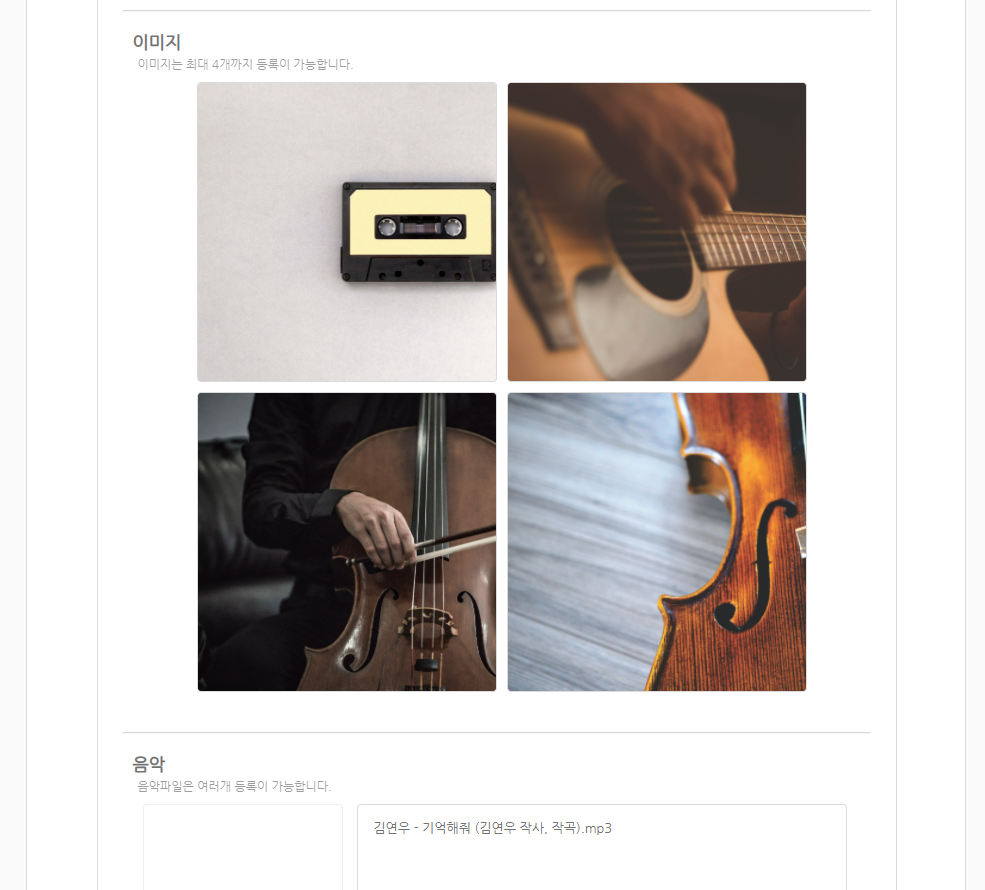 이미지
이미지는 최대 4개까지 등록이 가능합니다.
음악
음악파일은 여러개 등록이 가능합니다.
김연우 - 기억해줘 (김연우 작사, 작곡).mp3